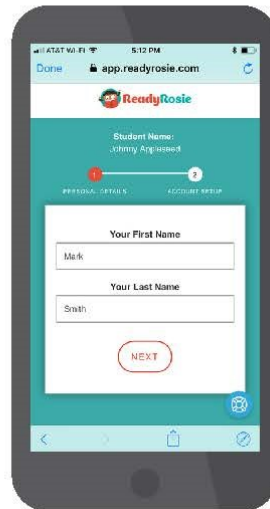 AT&T Wi-Fi 5:12 PM
Done app.readyrosie.com
ReadyRosie
Student Name:
Johnny Appleseed
1 2
PERSONAL DETAILS ACCOUNT SETUP
Your First Name
Mark
Your Last Name
Smith
NEXT